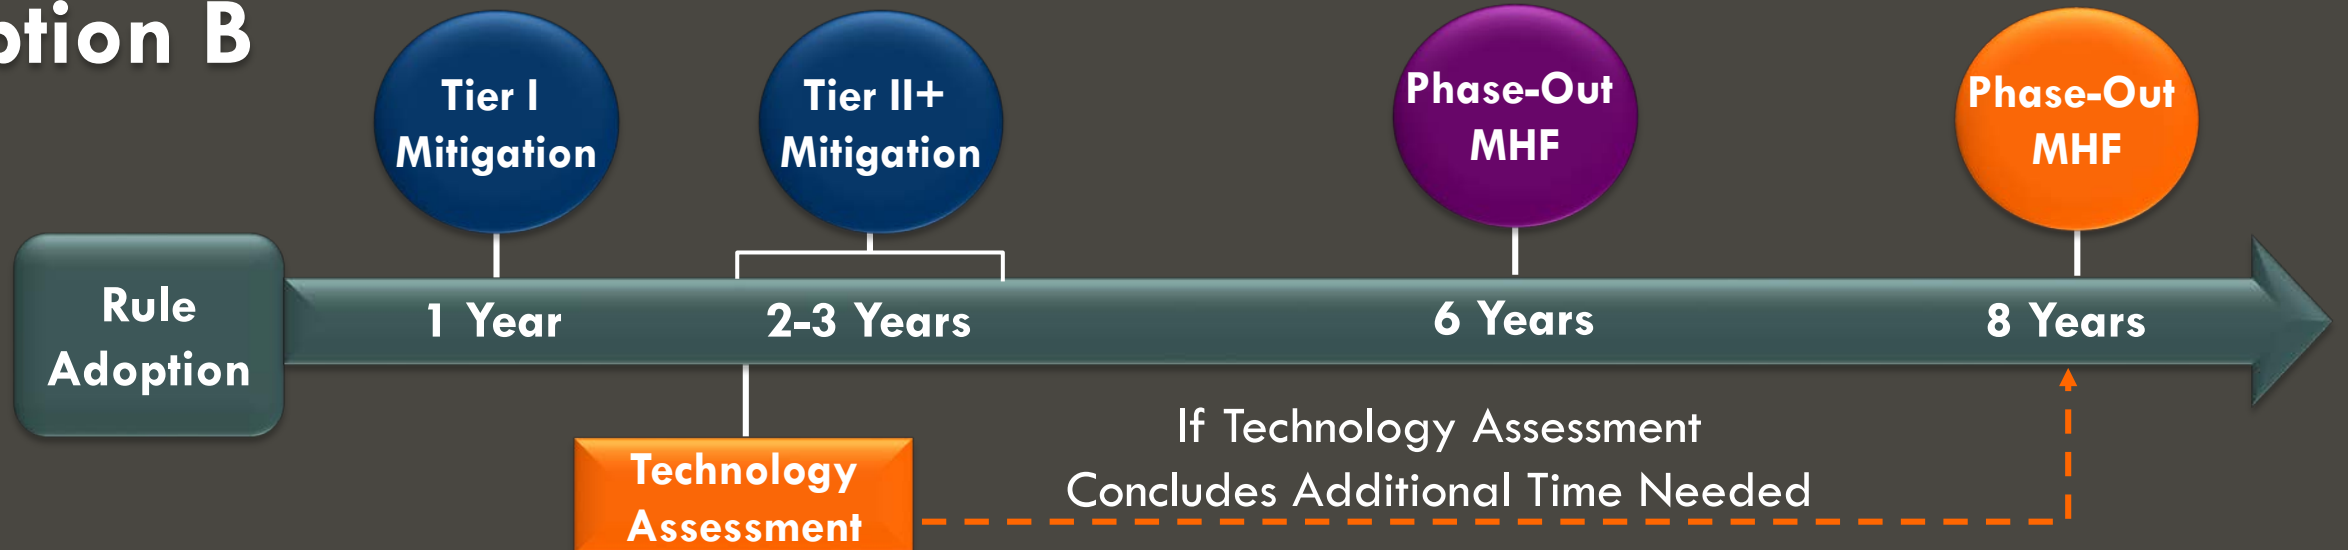 ption B
Tier I
Mitigation
Tier II+
Mitigation
Phase-Out
MHF
Phase-Out
MHF
Rule
Adoption
1 Year
2-3 Years
6 Years
8 Years
Technology
Assessment
If Technology Assessment
Concludes Additional Time Needed